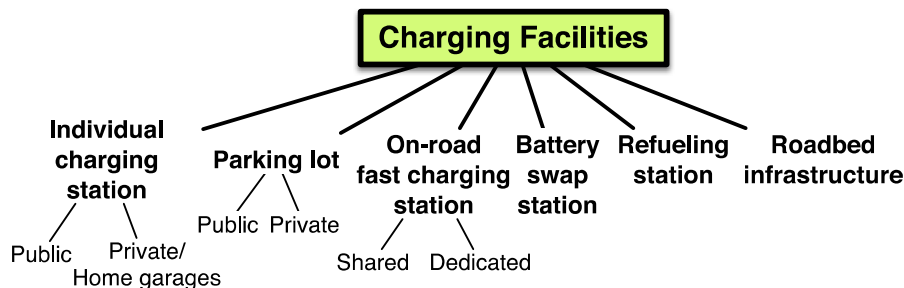 Charging Facilities
Individual
charging
station
Parking lot
On-road
fast charging
station
Battery
swap
station
Refueling
station
Roadbed
infrastructure
Public
Private/
Home garages
Public
Private
Shared
Dedicated